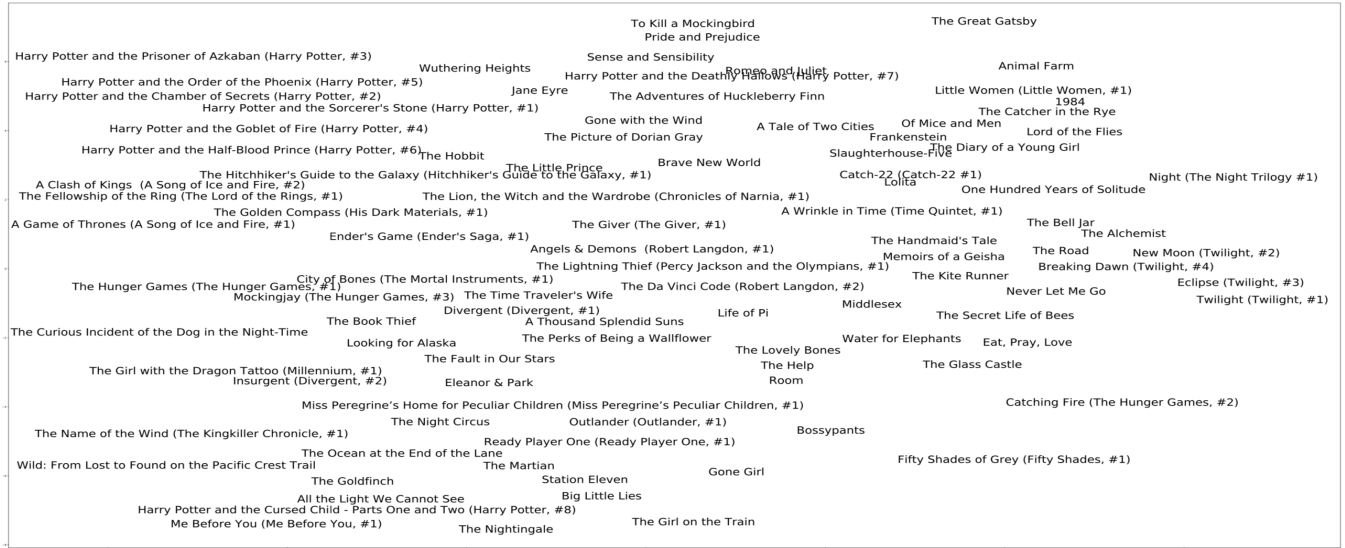 The Great Gatsby
To Kill a Mockingbird
Pride and Prejudice
Harry Potter and the Prisoner of Azkaban (Harry Potter, #3)
Sense and Sensibility
Animal Farm
Wuthering Heights
Romeo and Juliet
Harry Potter and the Deathly Hallows (Harry Potter, #7)
Harry Potter and the Order of the Phoenix (Harry Potter, #5)
Jane Eyre
Little Women (Little Women, #1)
Harry Potter and the Chamber of Secrets (Harry Potter, #2)
The Adventures of Huckleberry Finn
1984
Harry Potter and the Sorcerer's Stone (Harry Potter, #1)
The Catcher in the Rye
Gone with the Wind
Of Mice and Men
A Tale of Two Cities
Harry Potter and the Goblet of Fire (Harry Potter, #4)
Lord of the Flies
The Picture of Dorian Gray
Frankenstein
The Diary of a Young Girl
Harry Potter and the Half-Blood Prince (Harry Potter, #6)
Slaughterhouse-Five
The Hobbit
Brave New World
The Little Prince
The Hitchhiker's Guide to the Galaxy (Hitchhiker's Guide to the Galaxy, #1)
Catch-22 (Catch-22 #1)
Night (The Night Trilogy #1)
Lolita
A Clash of Kings  (A Song of Ice and Fire, #2)
One Hundred Years of Solitude
The Fellowship of the Ring (The Lord of the Rings, #1)
The Lion, the Witch and the Wardrobe (Chronicles of Narnia, #1)
The Golden Compass (His Dark Materials, #1)
A Wrinkle in Time (Time Quintet, #1)
A Game of Thrones (A Song of Ice and Fire, #1)
The Giver (The Giver, #1)
The Bell Jar
The Alchemist
Ender's Game (Ender's Saga, #1)
The Handmaid's Tale
Angels & Demons  (Robert Langdon, #1)
The Road
New Moon (Twilight, #2)
Memoirs of a Geisha
The Lightning Thief (Percy Jackson and the Olympians, #1)
Breaking Dawn (Twilight, #4)
The Kite Runner
City of Bones (The Mortal Instruments, #1)
Eclipse (Twilight, #3)
The Hunger Games (The Hunger Games, #1)
The Da Vinci Code (Robert Langdon, #2)
Never Let Me Go
Mockingjay (The Hunger Games, #3)
The Time Traveler's Wife
Twilight (Twilight, #1)
Middlesex
Divergent (Divergent, #1)
Life of Pi
The Secret Life of Bees
The Book Thief
A Thousand Splendid Suns
The Curious Incident of the Dog in the Night-Time
The Perks of Being a Wallflower
Water for Elephants
Looking for Alaska
Eat, Pray, Love
The Lovely Bones
The Fault in Our Stars
The Help
The Glass Castle
The Girl with the Dragon Tattoo (Millennium, #1)
Insurgent (Divergent, #2)
Eleanor & Park
Room
Miss Peregrine’s Home for Peculiar Children (Miss Peregrine’s Peculiar Children, #1)
Catching Fire (The Hunger Games, #2)
The Night Circus
Outlander (Outlander, #1)
Bossypants
The Name of the Wind (The Kingkiller Chronicle, #1)
Ready Player One (Ready Player One, #1)
The Ocean at the End of the Lane
Fifty Shades of Grey (Fifty Shades, #1)
Wild: From Lost to Found on the Pacific Crest Trail
The Martian
Gone Girl
The Goldfinch
Station Eleven
All the Light We Cannot See
Big Little Lies
Harry Potter and the Cursed Child - Parts One and Two (Harry Potter, #8)
Me Before You (Me Before You, #1)
The Girl on the Train
The Nightingale